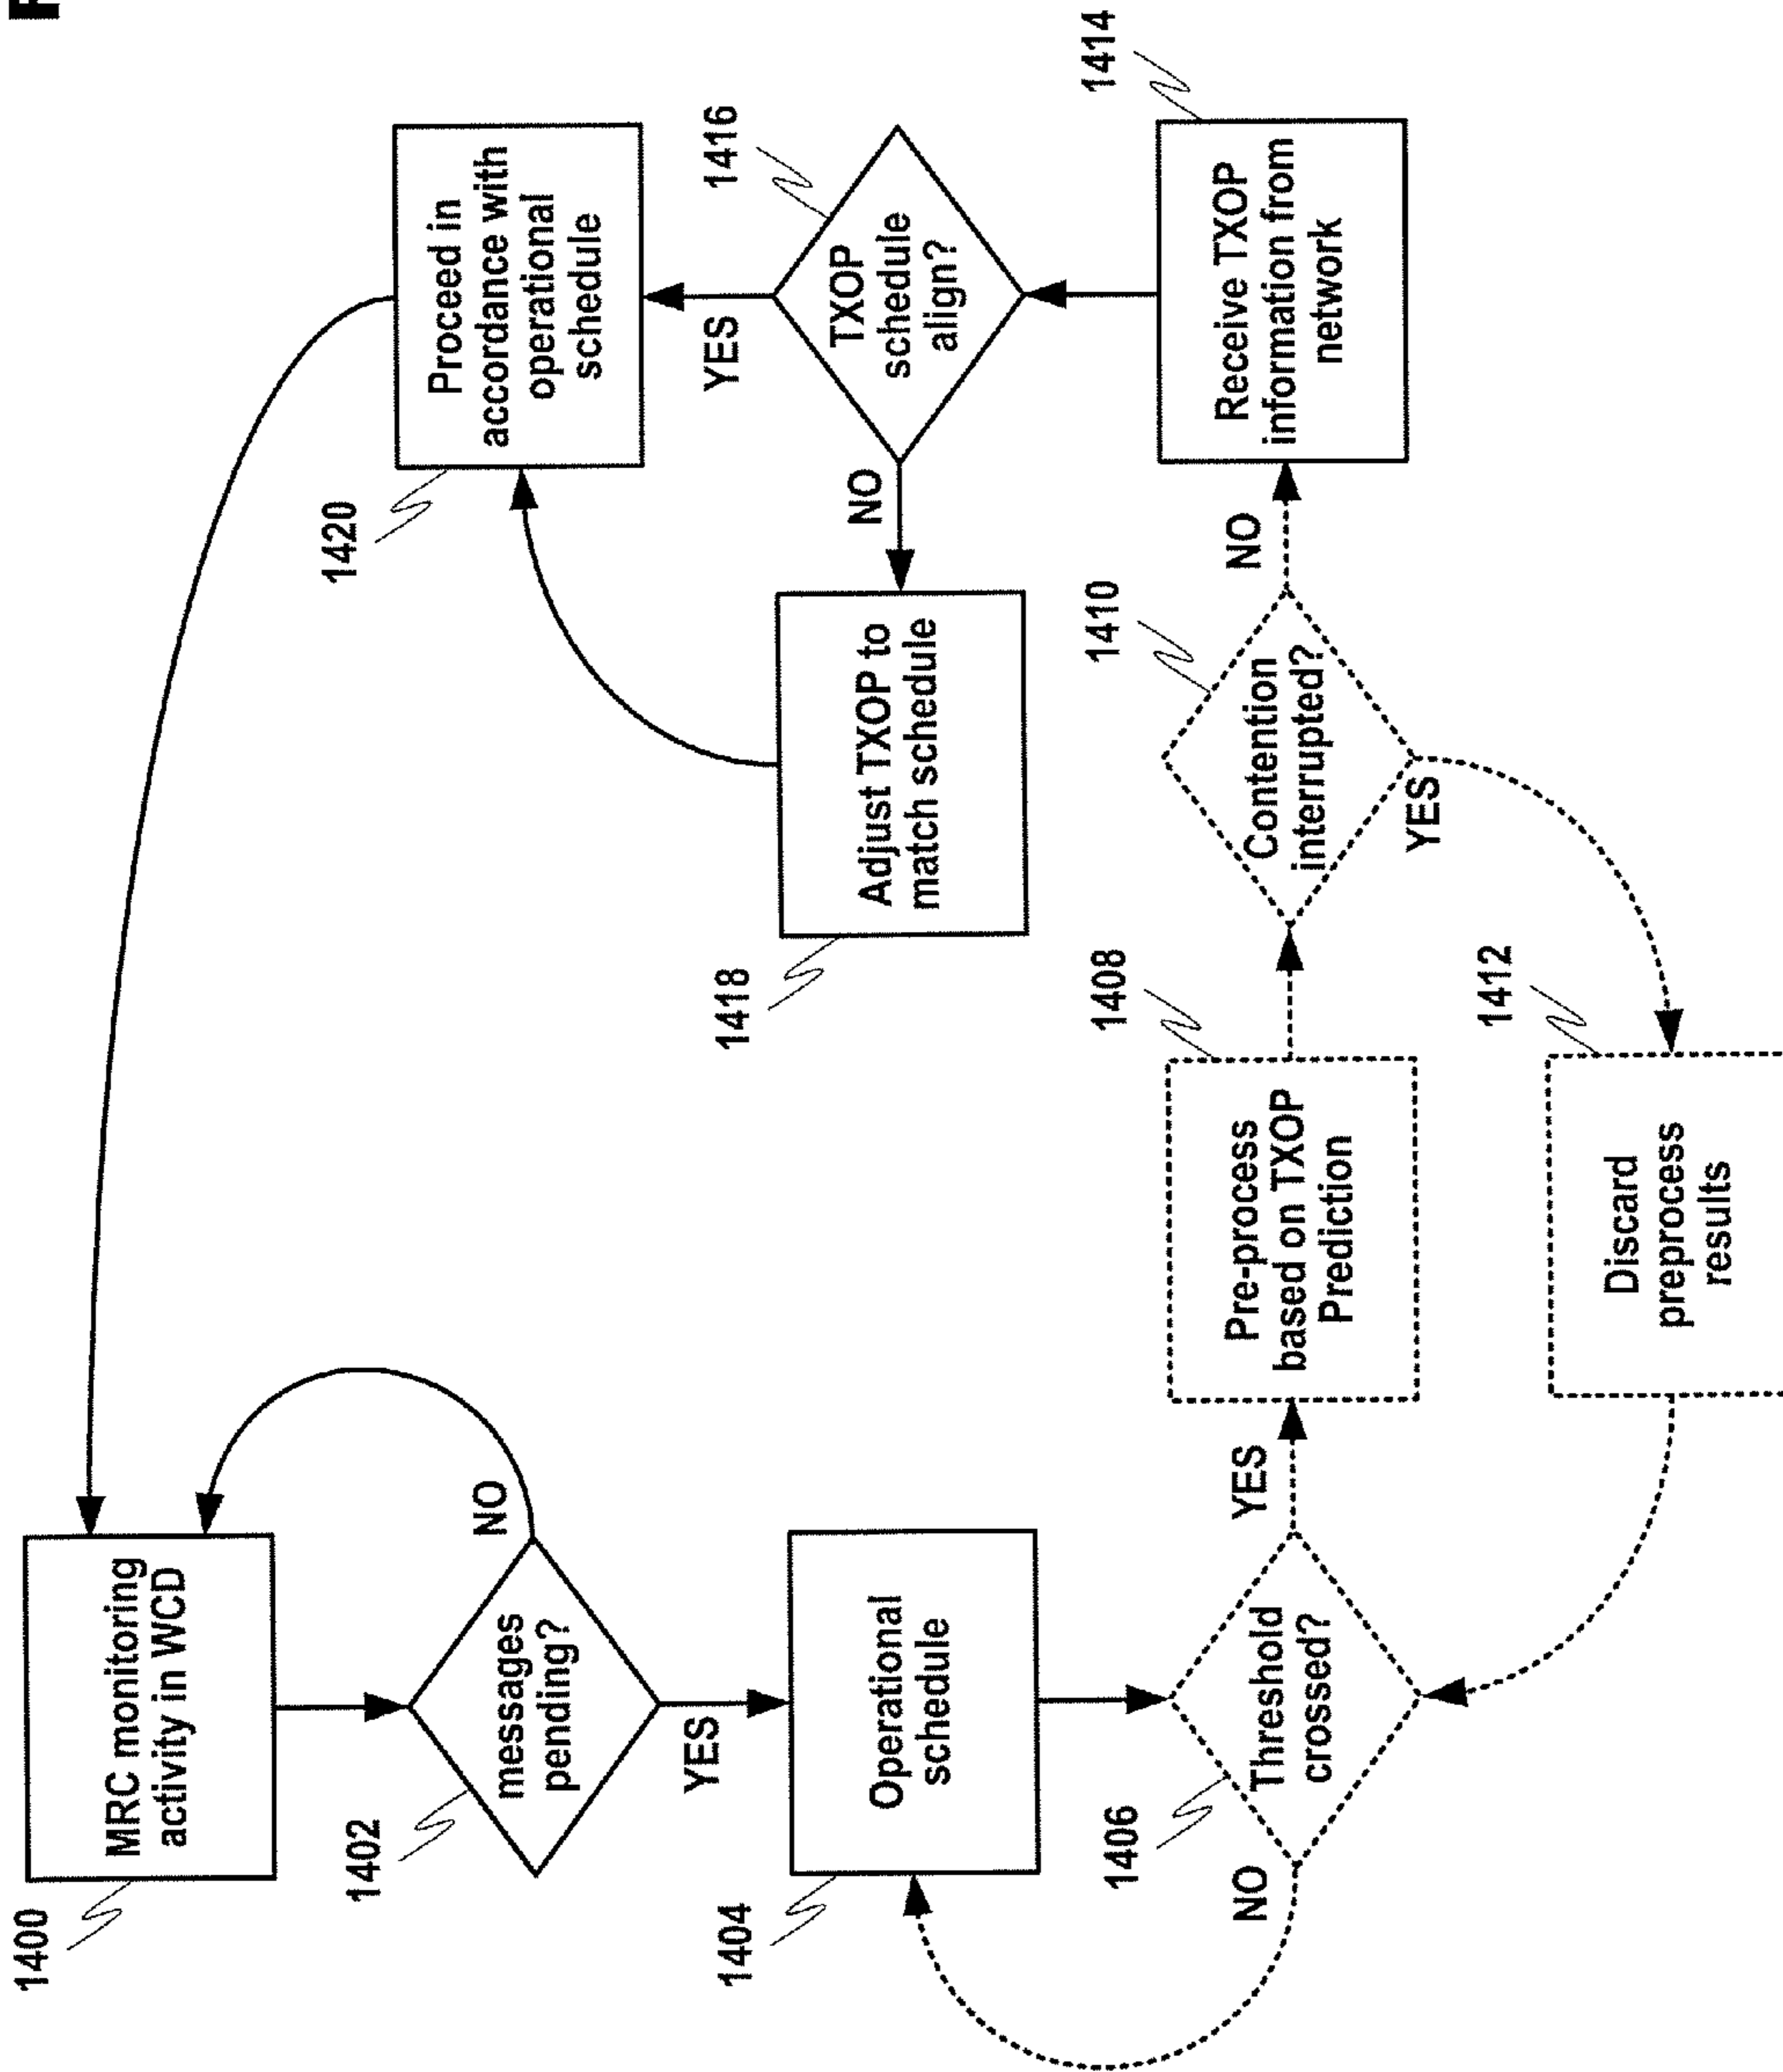 F
1400
MRC monitoring
activity in WCD
1402
messages
pending?
NO
YES
1404
Operational
schedule
1406
Threshold
crossed?
NO
YES
1408
Pre-process
based on TXOP
Prediction
1410
Contention
interrupted?
NO
YES
1412
Discard
preprocess
results
1414
Receive TXOP
information from
network
1416
TXOP
schedule
align?
YES
NO
1418
Adjust TXOP to
match schedule
1420
Proceed in
accordance with
operational
schedule